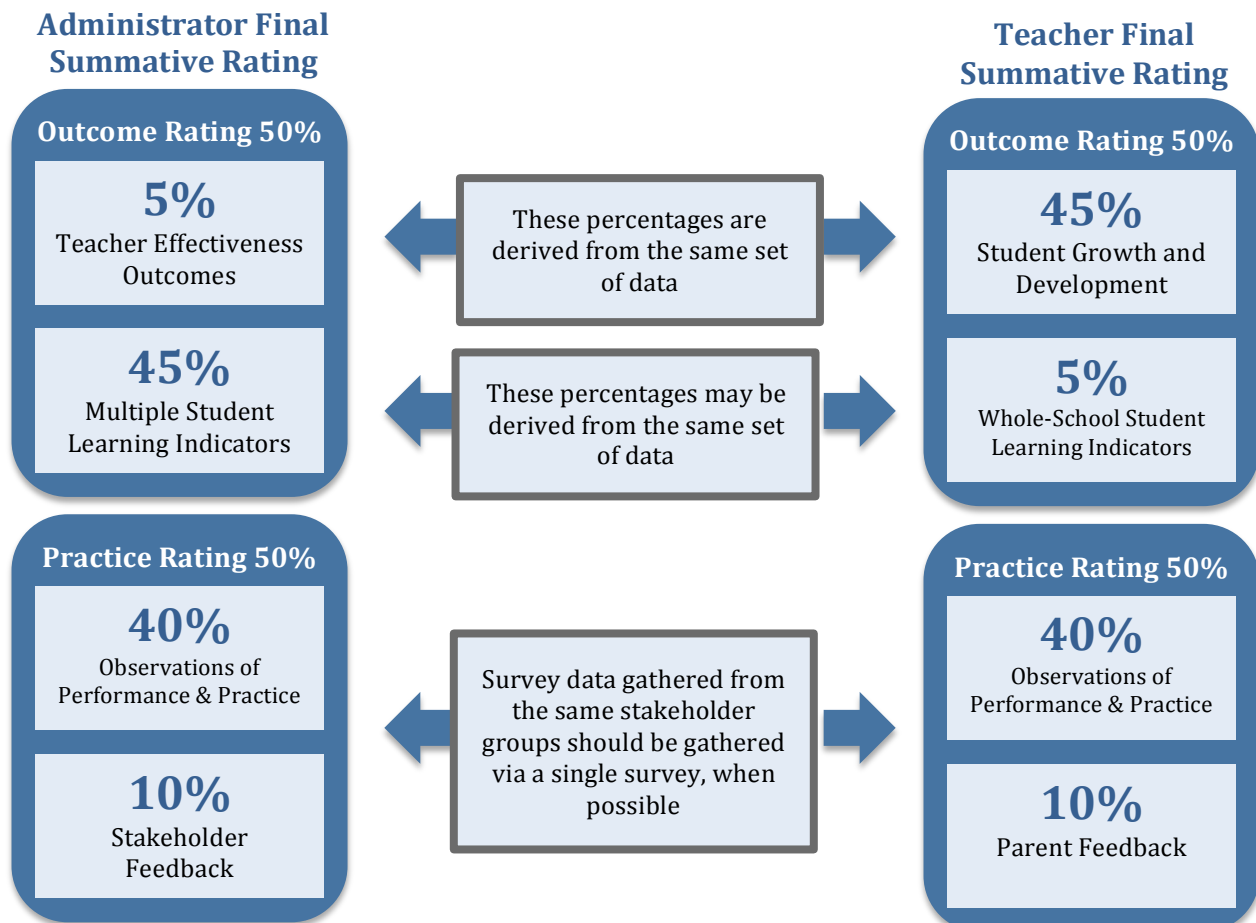 Administrator Final
Summative Rating
Outcome Rating 50%
5%
Teacher Effectiveness
Outcomes
45%
Multiple Student
Learning Indicators
Practice Rating 50%
40%
Observations of
Performance & Practice
10%
Stakeholder
Feedback
These percentages are
derived from the same set
of data
These percentages may be
derived from the same set
of data
Survey data gathered from
the same stakeholder
groups should be gathered
via a single survey, when
possible
Teacher Final
Summative Rating
Outcome Rating 50%
45%
Student Growth and
Development
5%
Whole-School Student
Learning Indicators
Practice Rating 50%
40%
Observations of
Performance & Practice
10%
Parent Feedback